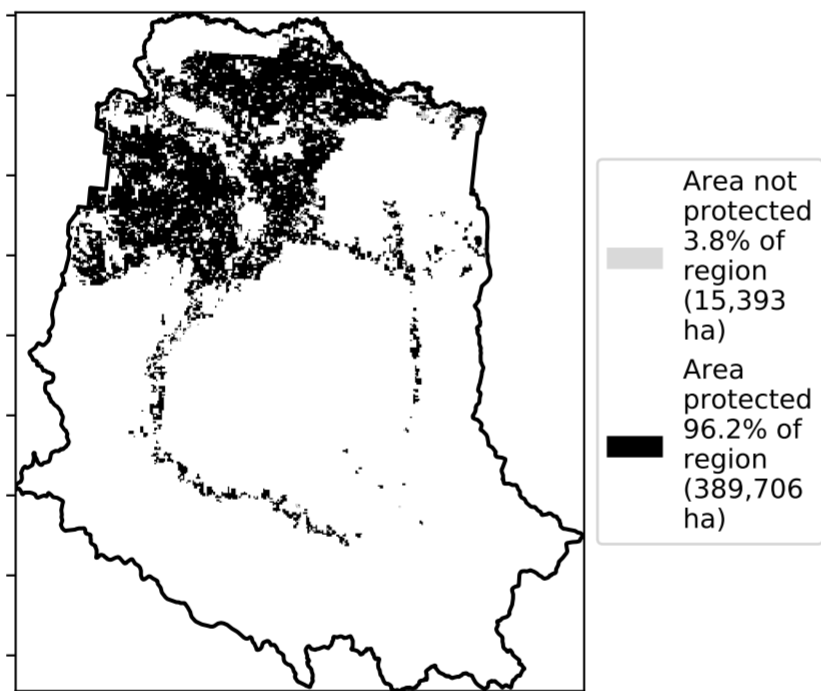 Area not
protected
3.8% of
region
(15,393
ha)
Area
protected
96.2% of
region
(389,706
ha)